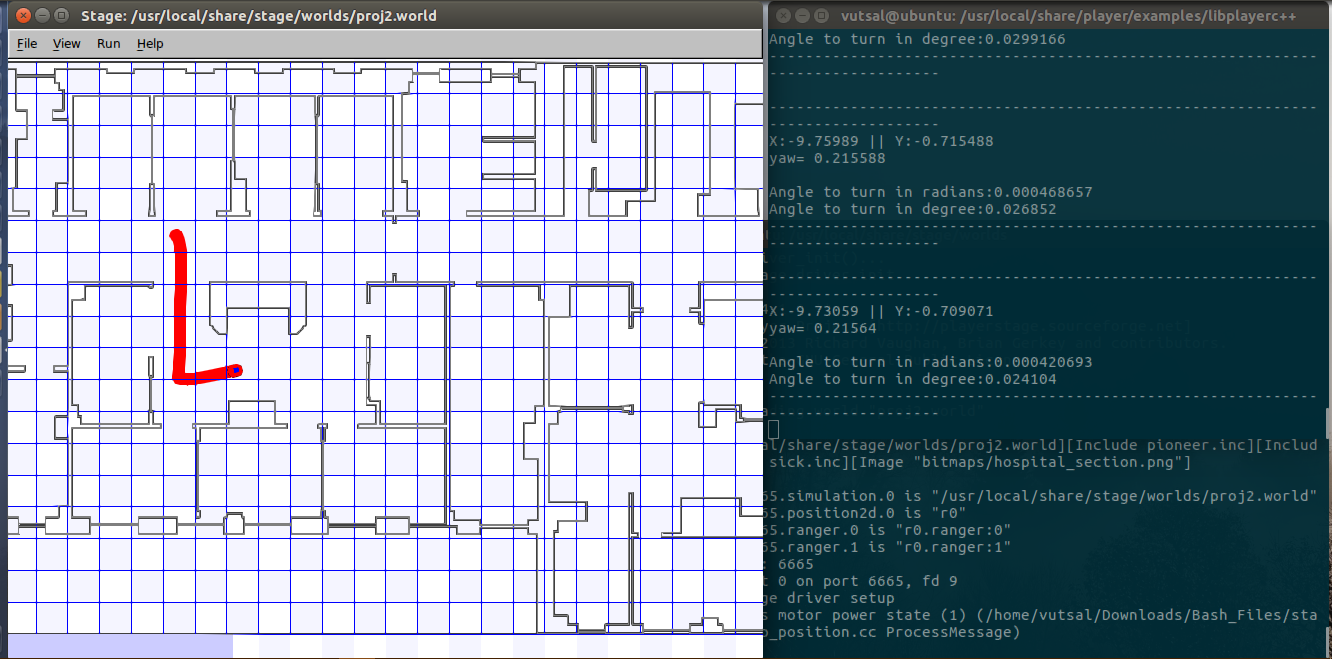 Stage: /usr/local/share/stage/worlds/proj2.world
File View Run Help
vutsal@ubuntu: /usr/local/share/player/examples/libplayerc++
Angle to turn in degree:0.0299166
----------------------------------------------------------------
-------------------
----------------------------------------------------------------
-------------------
X:-9.75989 || Y:-0.715488
yaw= 0.215588
Angle to turn in radians:0.000468657
Angle to turn in degree:0.026852
----------------------------------------------------------------
-------------------
----------------------------------------------------------------
-------------------
X:-9.73059 || Y:-0.709071
yaw= 0.21564
Angle to turn in radians:0.000420693
Angle to turn in degree:0.024104
----------------------------------------------------------------
-------------------
al/share/stage/worlds/proj2.world][Include pioneer.inc][Includ
sick.inc][Image "bitmaps/hospital_section.png"]
65.simulation.0 is "/usr/local/share/stage/worlds/proj2.world"
65.position2d.0 is "r0"
65.ranger.0 is "r0.ranger:0"
65.ranger.1 is "r0.ranger:1"
: 6665
t 0 on port 6665, fd 9
ge driver setup
s motor power state (1) (/home/vutsal/Downloads/Bash_Files/sta
o_position.cc ProcessMessage)